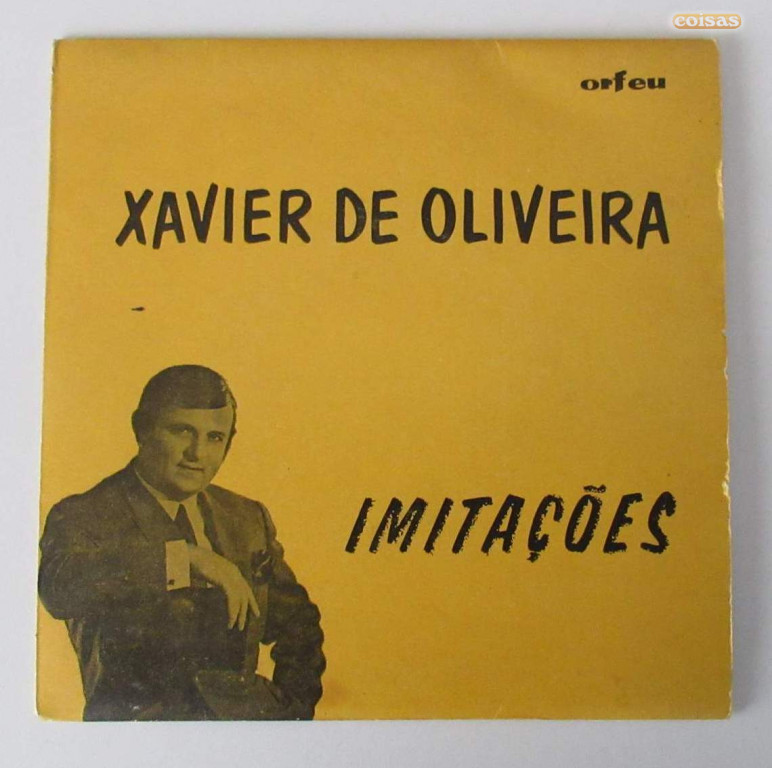 coisas
orfeu
XAVIER DE OLIVEIRA
IMITAÇÕES